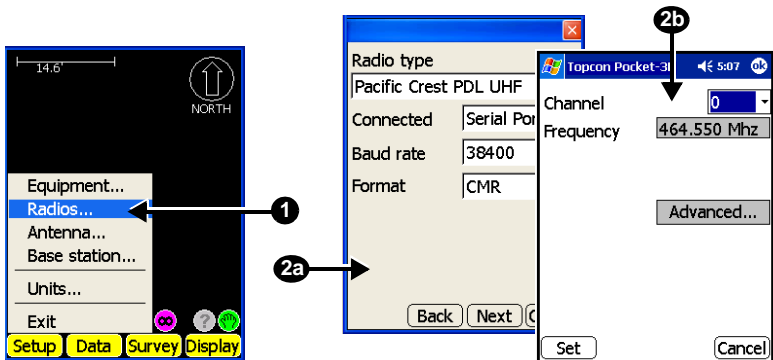 14.6'
NORTH
Equipment...
Radios...
Antenna...
Base station...
Units...
Exit
Setup Data Survey Display
1
2a
Radio type
Pacific Crest PDL UHF
Connected Serial Por
Baud rate 38400
Format CMR
Back Next
2b
Topcon Pocket-3D 5:07 ok
Channel 0
Frequency 464.550 Mhz
Advanced...
Set Cancel